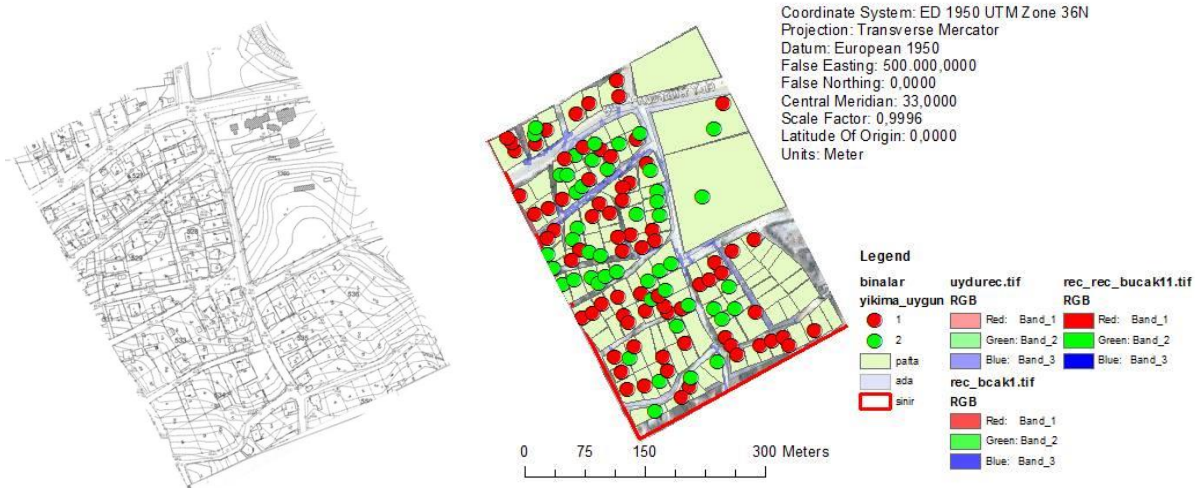 Coordinate System: ED 1950 UTM Zone 36N
Projection: Transverse Mercator
Datum: European 1950
False Easting: 500.000,0000
False Northing: 0,0000
Central Meridian: 33,0000
Scale Factor: 0,9996
Latitude Of Origin: 0,0000
Units: Meter
Legend
binalar
yikima_uygun
1
2
pafta
ada
sinir
uydurec.tif
RGB
Red: Band_1
Green: Band_2
Blue: Band_3
rec_bcak1.tif
RGB
Red: Band_1
Green: Band_2
Blue: Band_3
rec_rec_bucak11.tif
RGB
Red: Band_1
Green: Band_2
Blue: Band_3
0 75 150 300 Meters